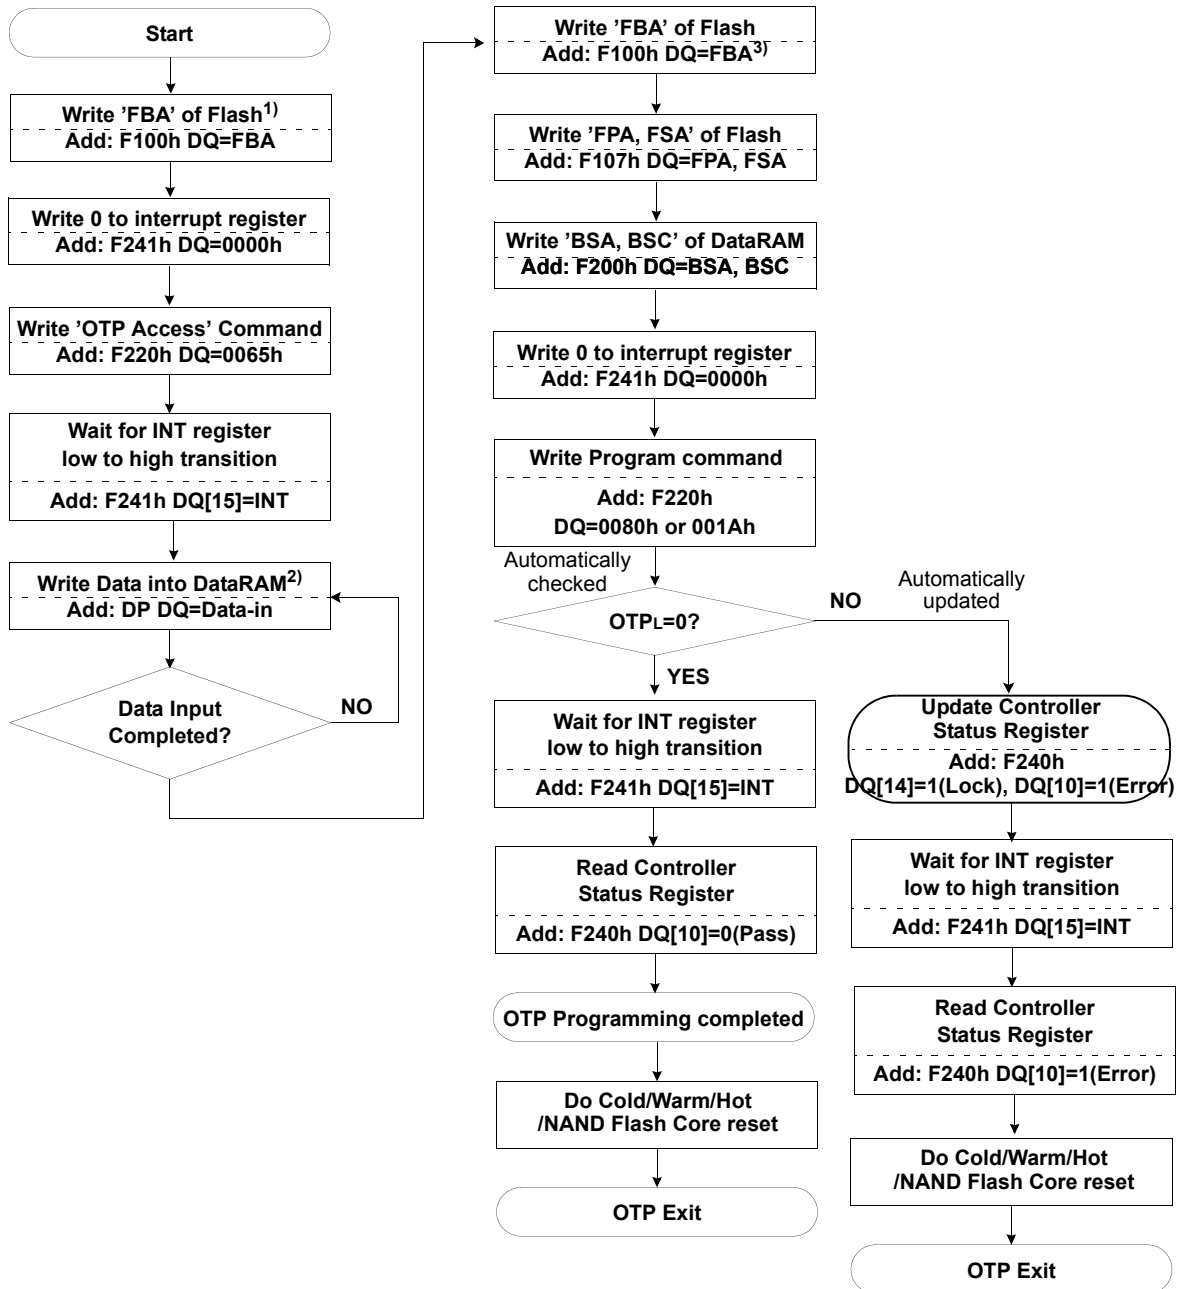 Start
Write ’FBA’ of Flash1)
Add: F100h DQ=FBA
Write 0 to interrupt register
Add: F241h DQ=0000h
Write ’OTP Access’ Command
Add: F220h DQ=0065h
Wait for INT register
low to high transition
Add: F241h DQ[15]=INT
Write Data into DataRAM2)
Add: DP DQ=Data-in
Data Input
Completed?
NO
Write ’FBA’ of Flash
Add: F100h DQ=FBA3)
Write ’FPA, FSA’ of Flash
Add: F107h DQ=FPA, FSA
Write ’BSA, BSC’ of DataRAM
Add: F200h DQ=BSA, BSC
Write 0 to interrupt register
Add: F241h DQ=0000h
Write Program command
Add: F220h
DQ=0080h or 001Ah
Automatically
checked
OTPL=0?
YES
NO
Automatically
updated
Wait for INT register
low to high transition
Add: F241h DQ[15]=INT
Read Controller
Status Register
Add: F240h DQ[10]=0(Pass)
OTP Programming completed
Do Cold/Warm/Hot
/NAND Flash Core reset
OTP Exit
Update Controller
Status Register
Add: F240h
DQ[14]=1(Lock), DQ[10]=1(Error)
Wait for INT register
low to high transition
Add: F241h DQ[15]=INT
Read Controller
Status Register
Add: F240h DQ[10]=1(Error)
Do Cold/Warm/Hot
/NAND Flash Core reset
OTP Exit